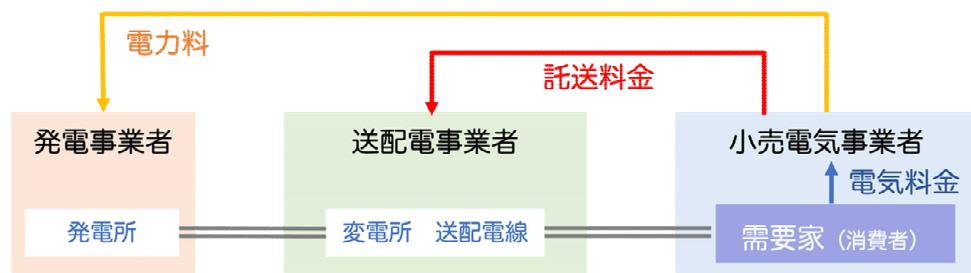 電力料
託送料金
発電事業者
送配電事業者
小売電気事業者
電気料金
発電所
変電所 送配電線
需要家（消費者）